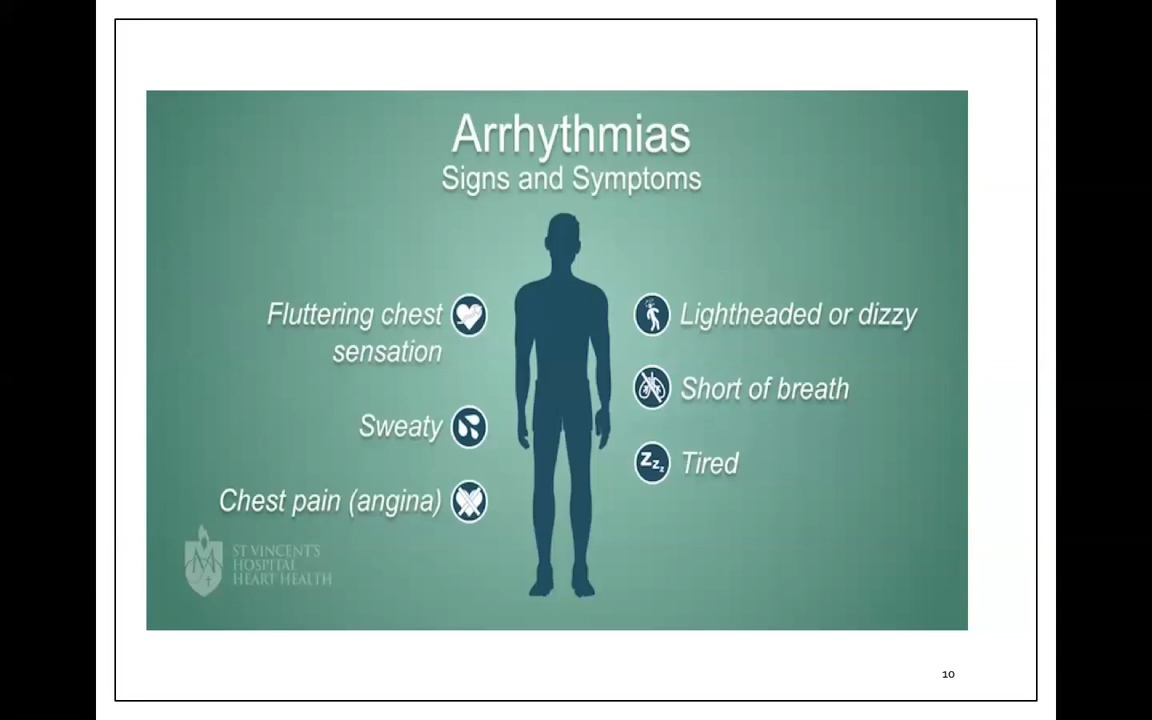 Arrhythmias
Signs and Symptoms
Fluttering chest
sensation
Sweaty
Chest pain (angina)
Lightheaded or dizzy
Short of breath
Zzz
Tired
ST VINCENT'S
HOSPITAL
HEART HEALTH
10